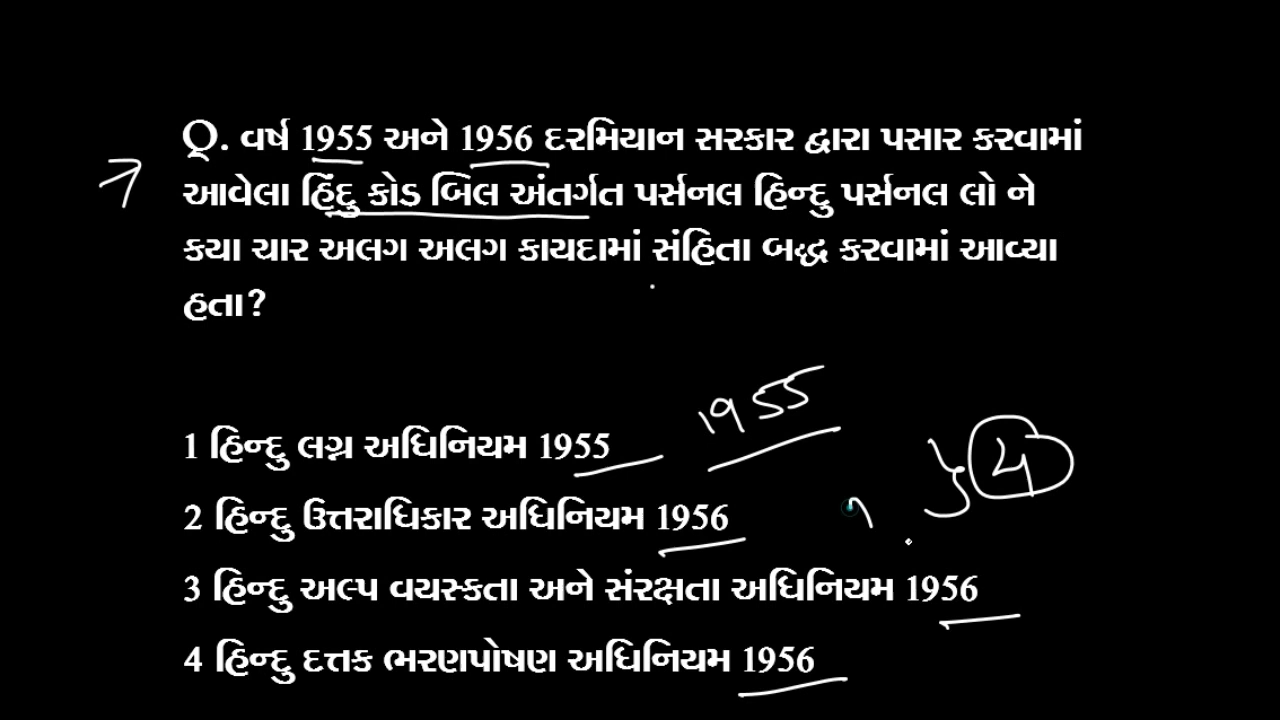 Q. વર્ષ 1955 અને 1956 દરમિયાન સરકાર દ્વારા પસાર કરવામાં
આવેલા હિંદુ કોડ બિલ અંતર્ગત પર્સનલ હિન્દુ પર્સનલ લો ને
ક્યા ચાર અલગ અલગ કાયદામાં સંહિતા બદ્ધ કરવામાં આવ્યા
હતા?
1955
1 હિન્દુ લગ્ન અધિનિયમ 1955
2 હિન્દુ ઉત્તરાધિકાર અધિનિયમ 1956
3 હિન્દુ અલ્પ વયસ્કતા અને સંરક્ષતા અધિનિયમ 1956
4 હિન્દુ દત્તક ભરણપોષણ અધિનિયમ 1956